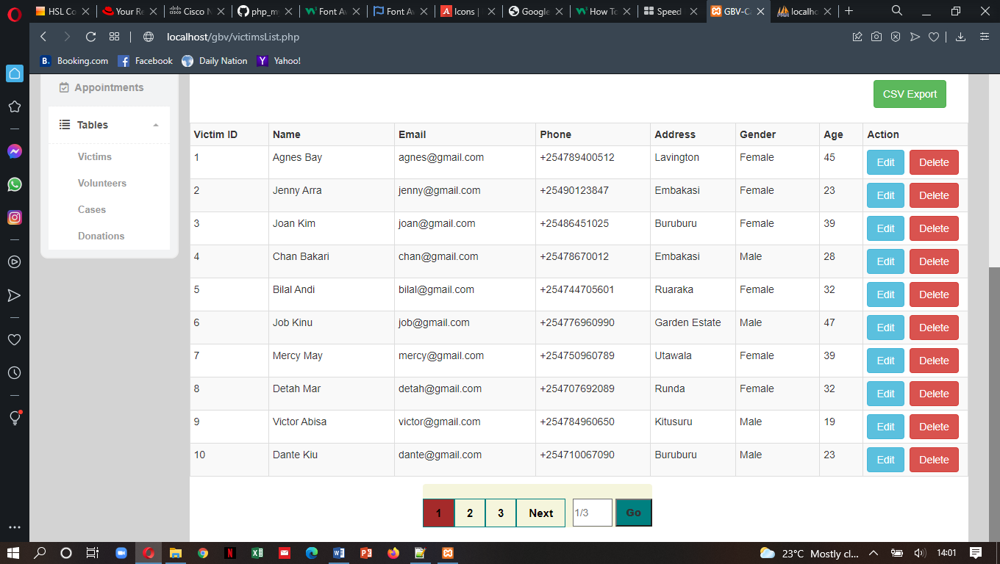 HSL Co
Your Re
Cisco N
php_my
Font Av
Font Av
Icons |
Google
How To
Speed
GBV-C
localho
localhost/gbv/victimsList.php
B. Booking.com Facebook Daily Nation Y Yahoo!
Appointments
CSV Export
Tables
Victims
Volunteers
Cases
Donations
Victim ID Name Email Phone Address Gender Age Action
1 Agnes Bay agnes@gmail.com +254789400512 Lavington Female 45 Edit Delete
2 Jenny Arra jenny@gmail.com +25490123847 Embakasi Female 23 Edit Delete
3 Joan Kim joan@gmail.com +25486451025 Buruburu Female 39 Edit Delete
4 Chan Bakari chan@gmail.com +25478670012 Embakasi Male 28 Edit Delete
5 Bilal Andi bilal@gmail.com +254744705601 Ruaraka Female 32 Edit Delete
6 Job Kinu job@gmail.com +254776960990 Garden Estate Male 47 Edit Delete
7 Mercy May mercy@gmail.com +254750960789 Utawala Female 39 Edit Delete
8 Detah Mar detah@gmail.com +254707692089 Runda Female 32 Edit Delete
9 Victor Abisa victor@gmail.com +254784960650 Kitusuru Male 19 Edit Delete
10 Dante Kiu dante@gmail.com +254710067090 Buruburu Male 23 Edit Delete
1 2 3 Next 1/3 Go
23°C Mostly cl... 14:01